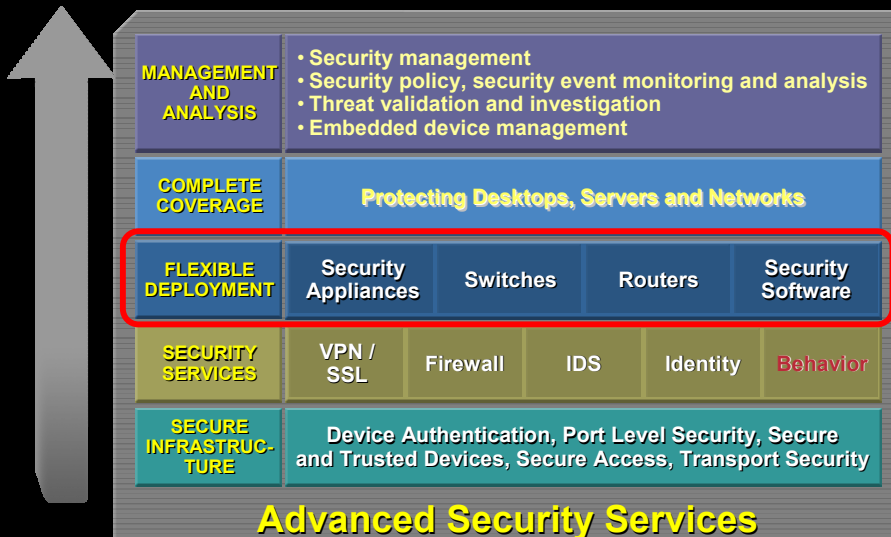 MANAGEMENT
AND
ANALYSIS
• Security management
• Security policy, security event monitoring and analysis
• Threat validation and investigation
• Embedded device management
COMPLETE
COVERAGE
Protecting Desktops, Servers and Networks
FLEXIBLE
DEPLOYMENT
Security
Appliances
Switches
Routers
Security
Software
SECURITY
SERVICES
VPN /
SSL
Firewall
IDS
Identity
Behavior
SECURE
INFRASTRUC-
TURE
Device Authentication, Port Level Security, Secure
and Trusted Devices, Secure Access, Transport Security
Advanced Security Services